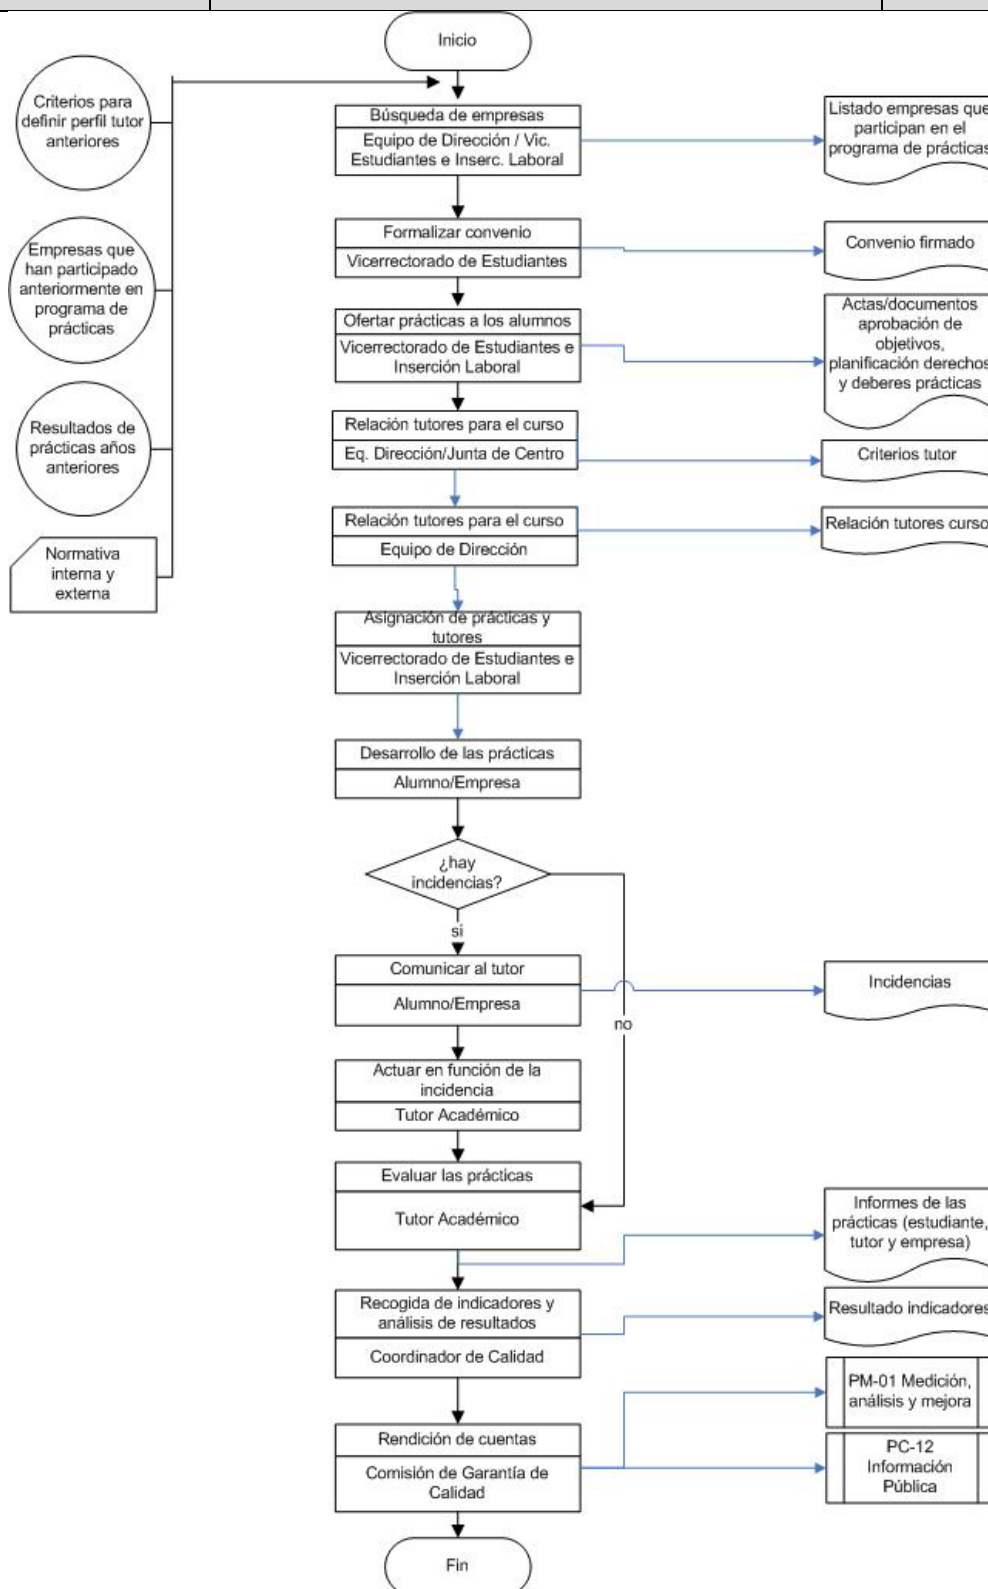 Inicio
Criterios para
definir perfil tutor
anteriores
Empresas que
han participado
anteriormente en
programa de
prácticas
Resultados de
prácticas años
anteriores
Normativa
interna y
externa
Búsqueda de empresas
Equipo de Dirección / Vic.
Estudiantes e Inserc. Laboral
Listado empresas que
participan en el
programa de prácticas
Formalizar convenio
Vicerrectorado de Estudiantes
Convenio firmado
Ofertar prácticas a los alumnos
Vicerrectorado de Estudiantes e
Inserción Laboral
Actas/documentos
aprobación de
objetivos,
planificación derechos
y deberes prácticas
Relación tutores para el curso
Eq. Dirección/Junta de Centro
Criterios tutor
Relación tutores para el curso
Equipo de Dirección
Relación tutores curso
Asignación de prácticas y
tutores
Vicerrectorado de Estudiantes e
Inserción Laboral
Desarrollo de las prácticas
Alumno/Empresa
¿hay
incidencias?
si
no
Comunicar al tutor
Alumno/Empresa
Incidencias
Actuar en función de la
incidencia
Tutor Académico
Evaluar las prácticas
Tutor Académico
Informes de las
prácticas (estudiante,
tutor y empresa)
Recogida de indicadores y
análisis de resultados
Coordinador de Calidad
Resultado indicadores
Rendición de cuentas
Comisión de Garantía de
Calidad
PM-01 Medición,
análisis y mejora
PC-12
Información
Pública
Fin